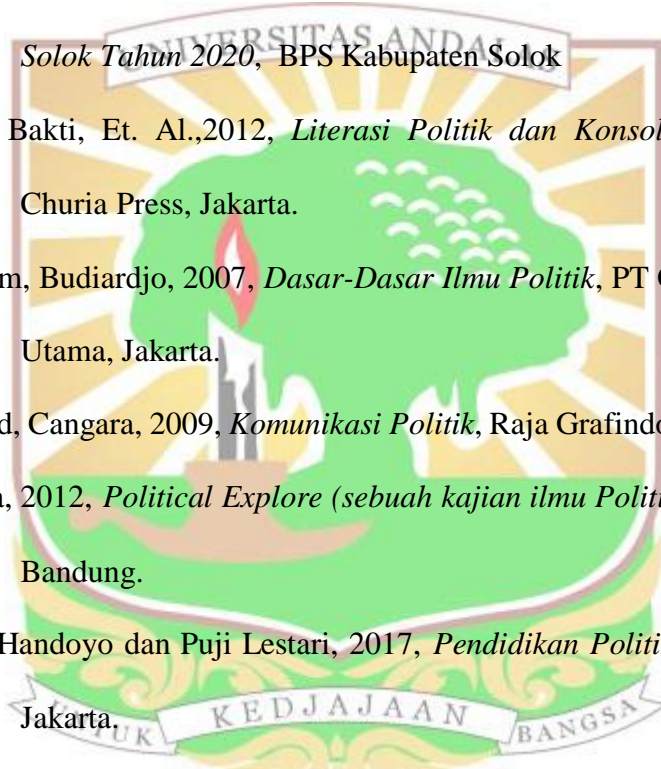 UNIVERSITAS ANDALAS
Solok Tahun 2020, BPS Kabupaten Solok
Bakti, Et. Al.,2012, Literasi Politik dan Konsol
Churia Press, Jakarta.
m, Budiardjo, 2007, Dasar-Dasar Ilmu Politik, PT
Utama, Jakarta.
d, Cangara, 2009, Komunikasi Politik, Raja Grafindo
, 2012, Political Explore (sebuah kajian ilmu Politi
Bandung.
Handoyo dan Puji Lestari, 2017, Pendidikan Politi
Jakarta.
UNTUK KEDJAJAAN BANGSA